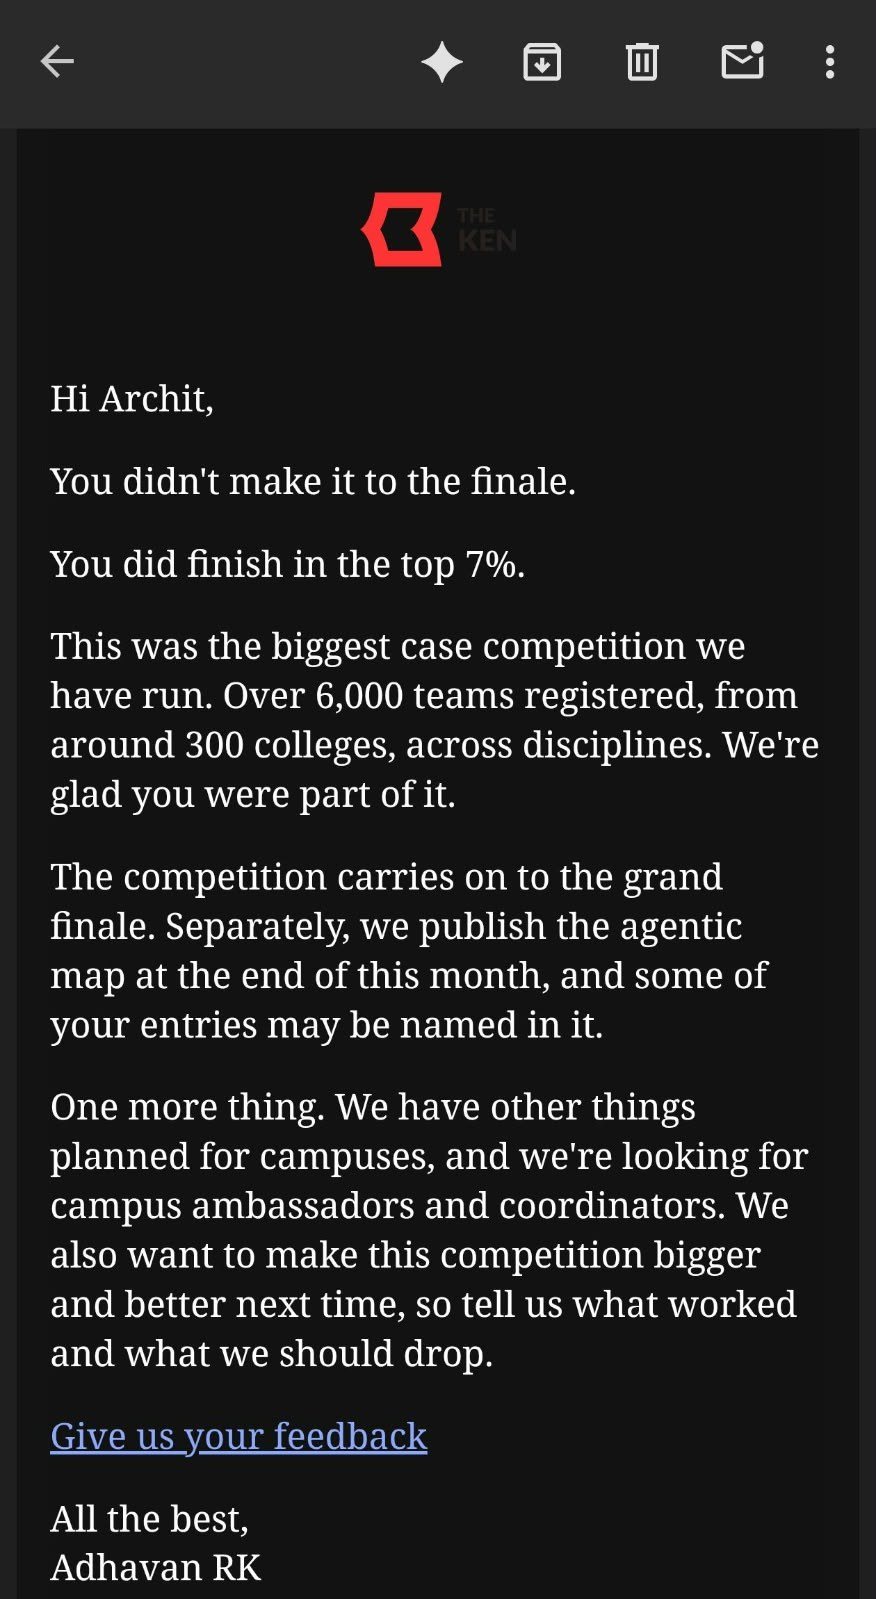 THE
KEN
Hi Archit,
You didn't make it to the finale.
You did finish in the top 7%.
This was the biggest case competition we
have run. Over 6,000 teams registered, from
around 300 colleges, across disciplines. We're
glad you were part of it.
The competition carries on to the grand
finale. Separately, we publish the agentic
map at the end of this month, and some of
your entries may be named in it.
One more thing. We have other things
planned for campuses, and we're looking for
campus ambassadors and coordinators. We
also want to make this competition bigger
and better next time, so tell us what worked
and what we should drop.
Give us your feedback
All the best,
Adhavan RK